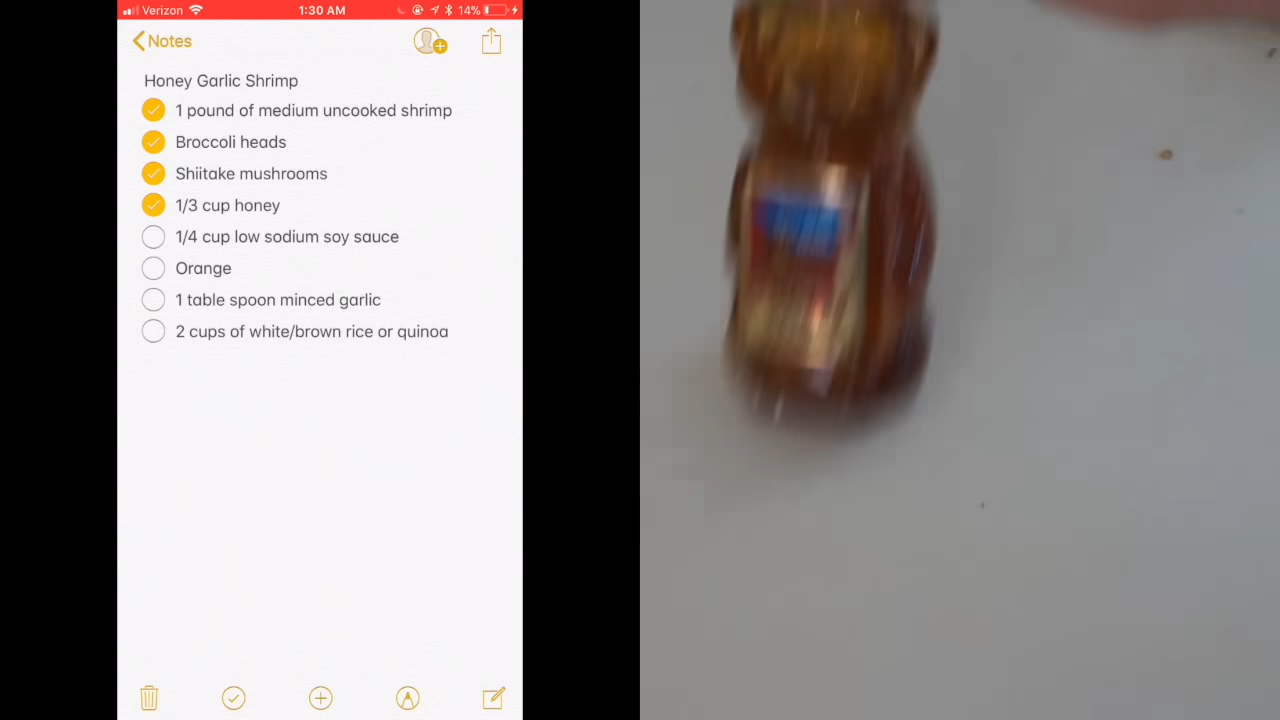 Verizon 1:30 AM 14%
Notes
Honey Garlic Shrimp
1 pound of medium uncooked shrimp
Broccoli heads
Shiitake mushrooms
1/3 cup honey
1/4 cup low sodium soy sauce
Orange
1 table spoon minced garlic
2 cups of white/brown rice or quinoa